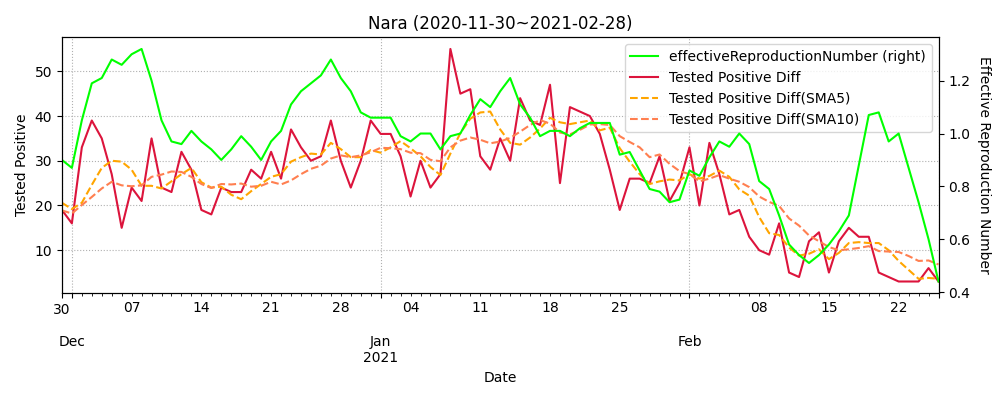 Nara (2020-11-30~2021-02-28)
effectiveReproductionNumber (right)
Tested Positive Diff
Tested Positive Diff(SMA5)
Tested Positive Diff(SMA10)
Tested Positive
50
40
30
20
10
Effective Reproduction Number
1.2
1.0
0.8
0.6
0.4
30 07 14 21 28 04 11 18 25 08 15 22
Dec Jan Feb
2021
Date